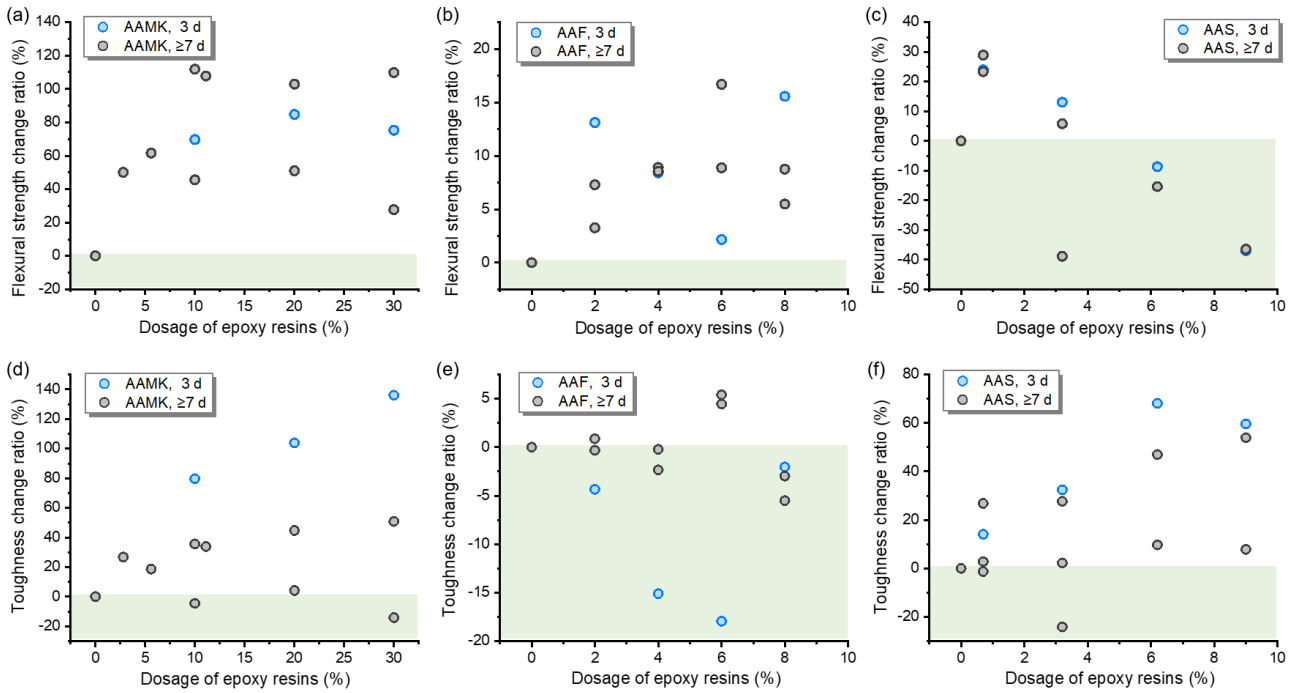 (a)
AAMK, 3 d
AAMK, ≥7 d
Flexural strength change ratio (%)
140
120
100
80
60
40
20
0
-20
0 5 10 15 20 25 30
Dosage of epoxy resins (%)
(b)
AAF, 3 d
AAF, ≥7 d
Flexural strength change ratio (%)
20
15
10
5
0
0 2 4 6 8 10
Dosage of epoxy resins (%)
(c)
AAS, 3 d
AAS, ≥7 d
Flexural strength change ratio (%)
40
30
20
10
0
-10
-20
-30
-40
-50
0 2 4 6 8 10
Dosage of epoxy resins (%)
(d)
AAMK, 3 d
AAMK, ≥7 d
Toughness change ratio (%)
140
120
100
80
60
40
20
0
-20
0 5 10 15 20 25 30
Dosage of epoxy resins (%)
(e)
AAF, 3 d
AAF, ≥7 d
Toughness change ratio (%)
5
0
-5
-10
-15
-20
0 2 4 6 8 10
Dosage of epoxy resins (%)
(f)
AAS, 3 d
AAS, ≥7 d
Toughness change ratio (%)
80
60
40
20
0
-20
0 2 4 6 8 10
Dosage of epoxy resins (%)